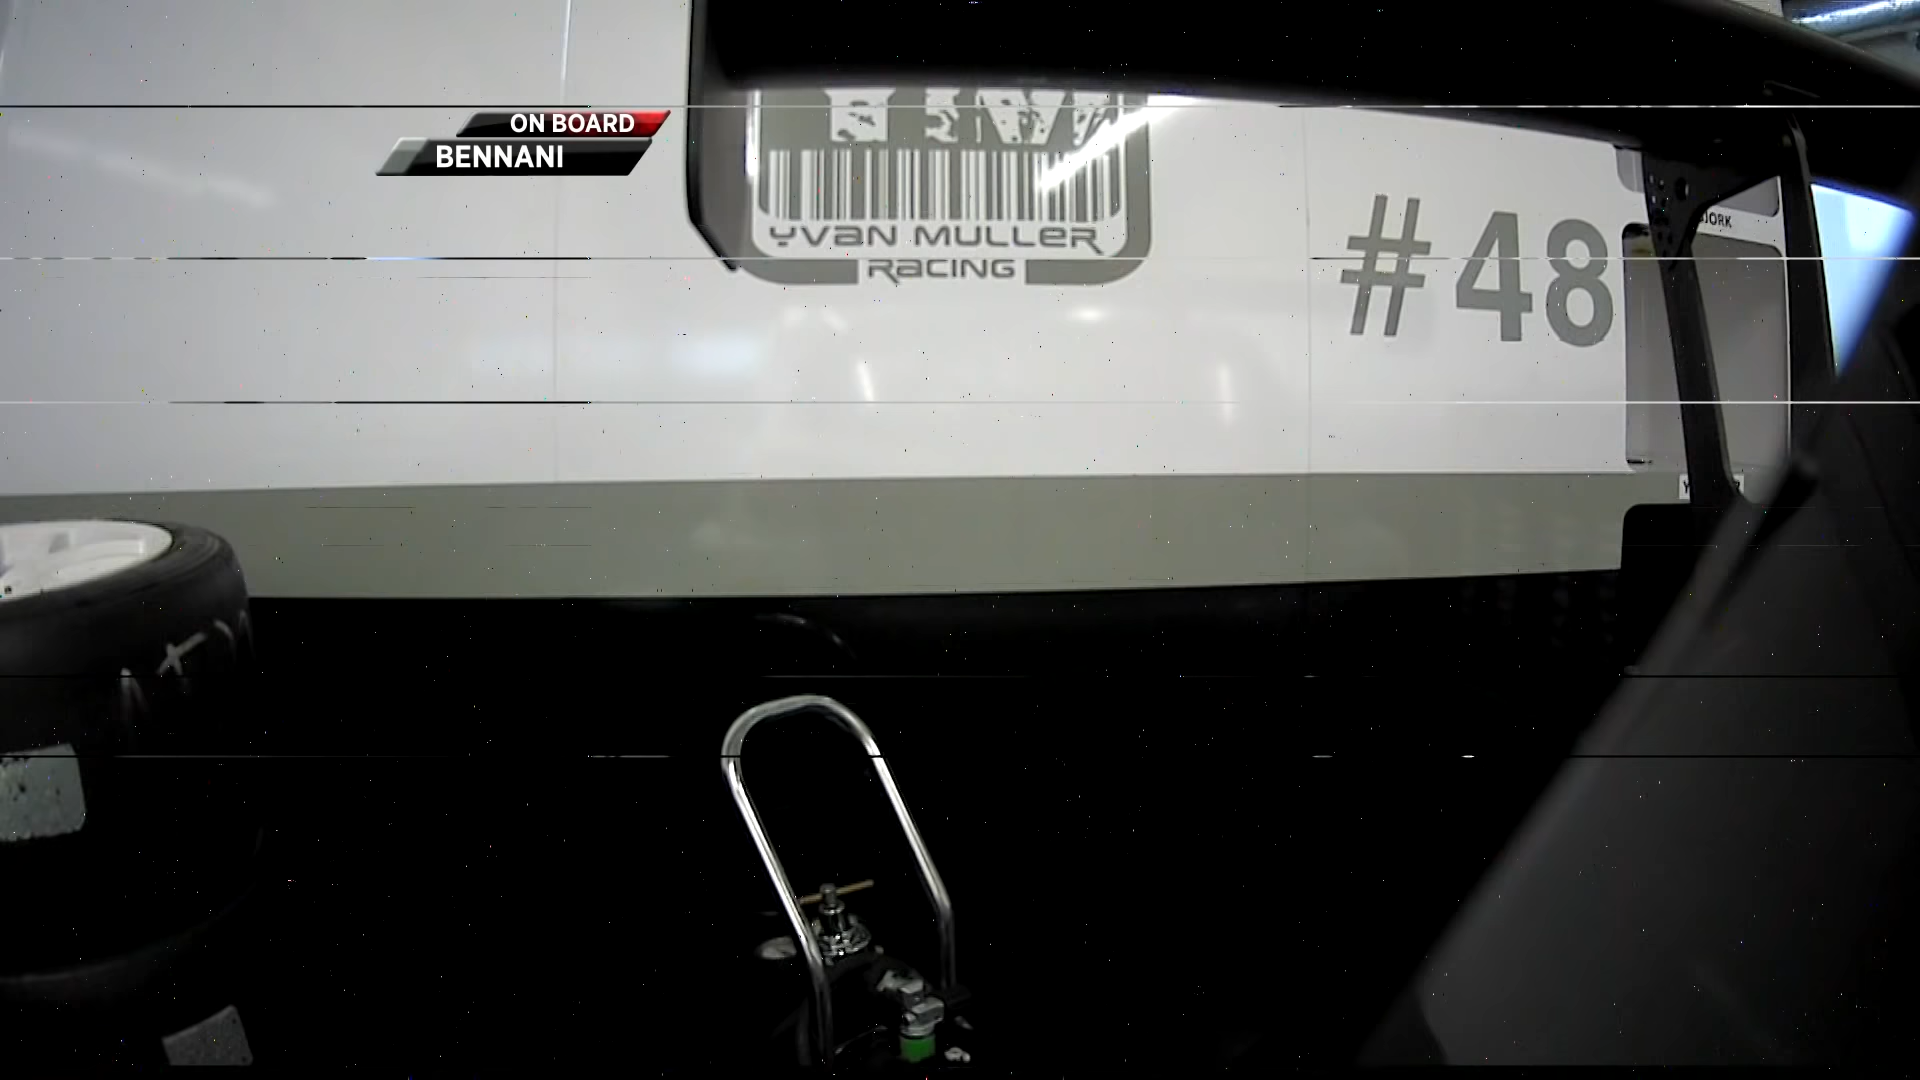 ON BOARD
BENNANI
YVAN MULLER
RACING
#48